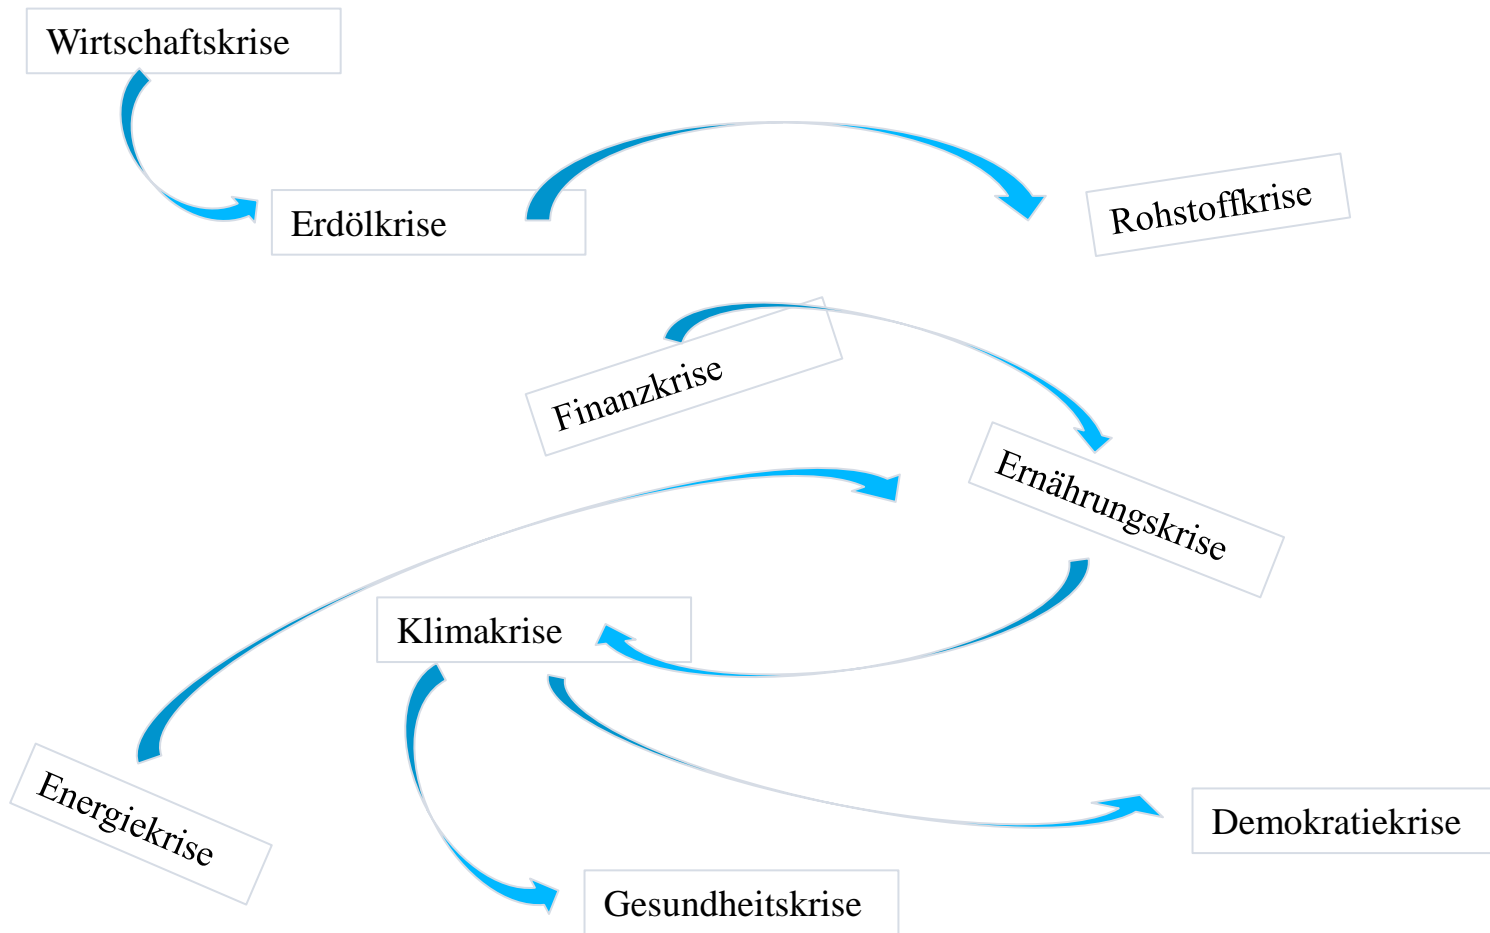 Wirtschaftskrise
Erdölkrise
Rohstoffkrise
Finanzkrise
Ernährungskrise
Klimakrise
Energiekrise
Demokratiekrise
Gesundheitskrise